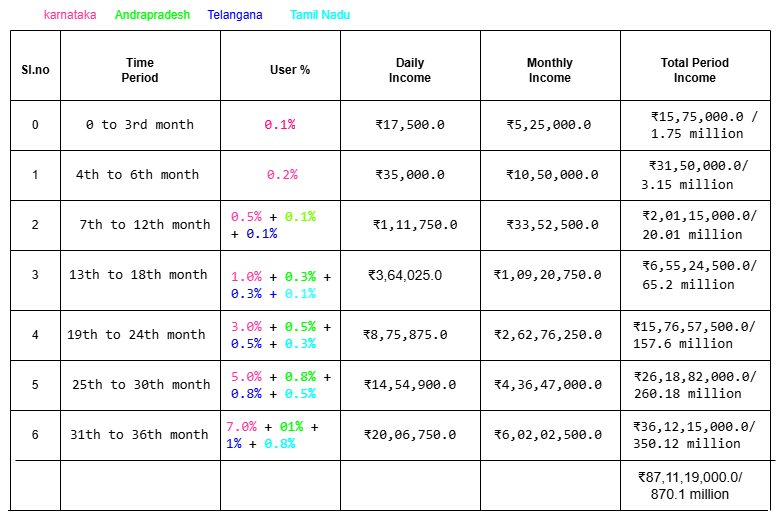 karnataka Andrapradesh Telangana Tamil Nadu
Sl.no Time Period User % Daily Income Monthly Income Total Period Income
0 0 to 3rd month 0.1% ₹17,500.0 ₹5,25,000.0 ₹15,75,000.0 / 1.75 million
1 4th to 6th month 0.2% ₹35,000.0 ₹10,50,000.0 ₹31,50,000.0/ 3.15 million
2 7th to 12th month 0.5% + 0.1% + 0.1% ₹1,11,750.0 ₹33,52,500.0 ₹2,01,15,000.0/ 20.01 million
3 13th to 18th month 1.0% + 0.3% + 0.3% + 0.1% ₹3,64,025.0 ₹1,09,20,750.0 ₹6,55,24,500.0/ 65.2 million
4 19th to 24th month 3.0% + 0.5% + 0.5% + 0.3% ₹8,75,875.0 ₹2,62,76,250.0 ₹15,76,57,500.0/ 157.6 million
5 25th to 30th month 5.0% + 0.8% + 0.8% + 0.5% ₹14,54,900.0 ₹4,36,47,000.0 ₹26,18,82,000.0/ 260.18 million
6 31th to 36th month 7.0% + 01% + 1% + 0.8% ₹20,06,750.0 ₹6,02,02,500.0 ₹36,12,15,000.0/ 350.12 million
₹87,11,19,000.0/ 870.1 million